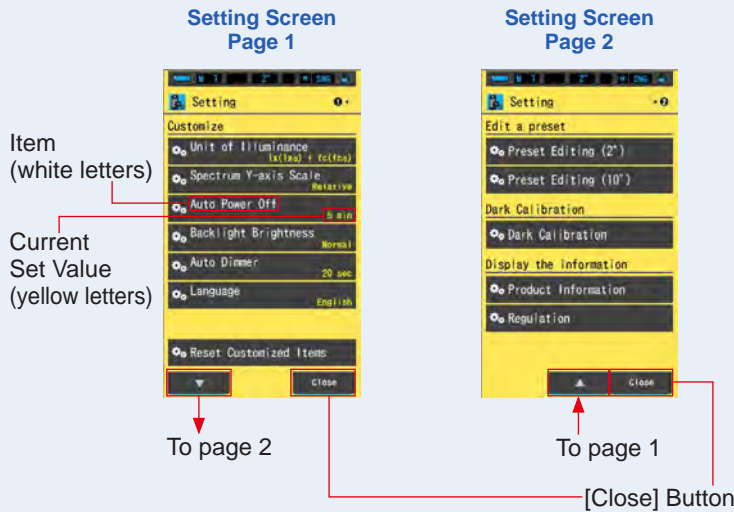 Setting Screen
Page 1
Setting Screen
Page 2
Setting
Customize
Unit of Illuminance
lx(lxs) + fc(fcs)
Spectrum Y-axis Scale
Relative
Auto Power Off
5 min
Backlight Brightness
Normal
Auto Dimmer
20 sec
Language
English
Reset Customized Items
▼ Close
Setting
Edit a preset
Preset Editing (2°)
Preset Editing (10°)
Dark Calibration
Dark Calibration
Display the information
Product Information
Regulation
▲ Close
Item
(white letters)
Current
Set Value
(yellow letters)
To page 2
To page 1
[Close] Button